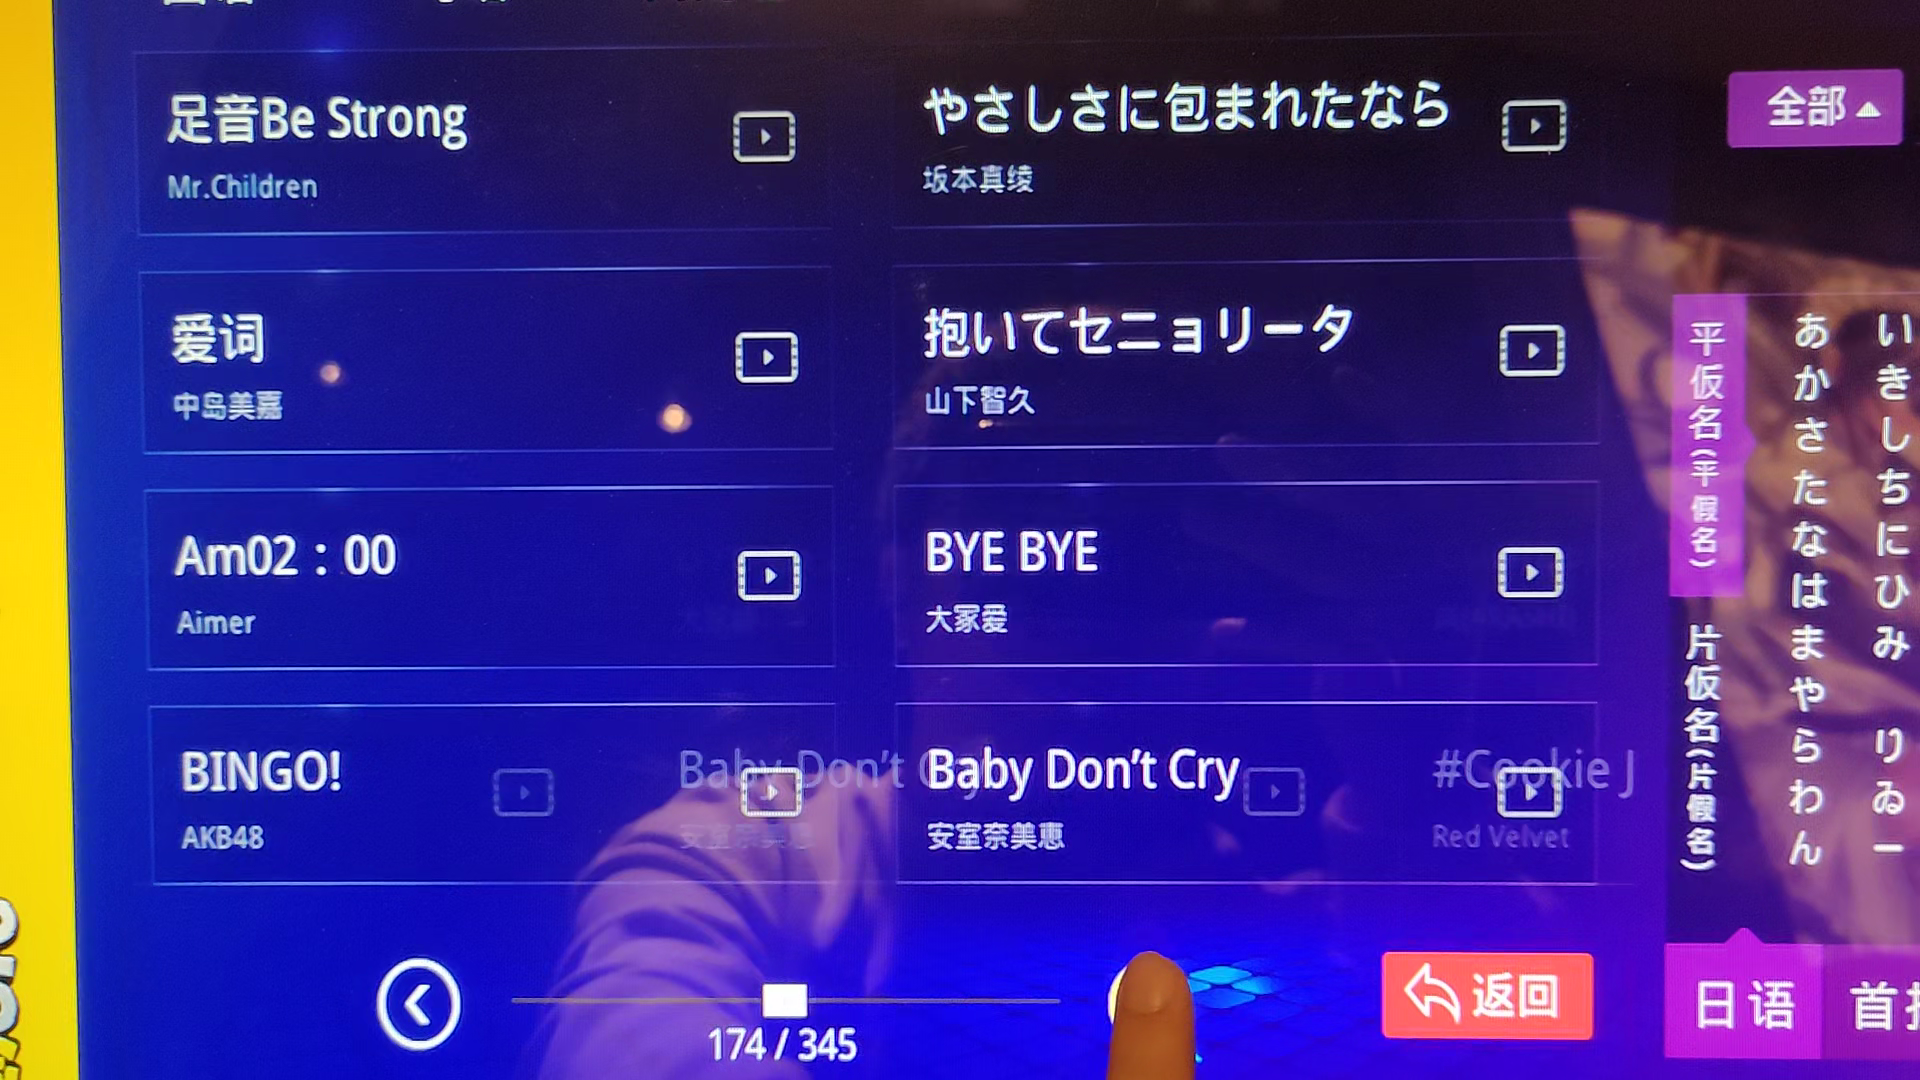 足音Be Strong
Mr.Children
やさしさに包まれたなら
坂本真绫
全部
爱词
中岛美嘉
抱いてセニョリータ
山下智久
Am02：00
Aimer
BYE BYE
大冢爱
BINGO!
AKB48
Baby Don't
安室奈美恵
Baby Don't Cry
安室奈美惠
#Cookie J
Red Velvet
平仮名(平假名)
片仮名(片假名)
あかさたなはまやらわん
いきしちにひみ りゐー
174 / 345
返回
日语
首